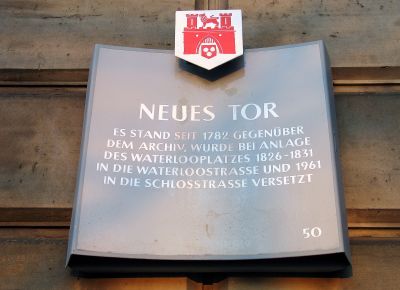 NEUES TOR
ES STAND SEIT 1782 GEGENÜBER
DEM ARCHIV, WURDE BEI ANLAGE
DES WATERLOOPLATZES 1826-1831
IN DIE WATERLOOSTRASSE UND 1961
IN DIE SCHLOSSTRASSE VERSETZT
50